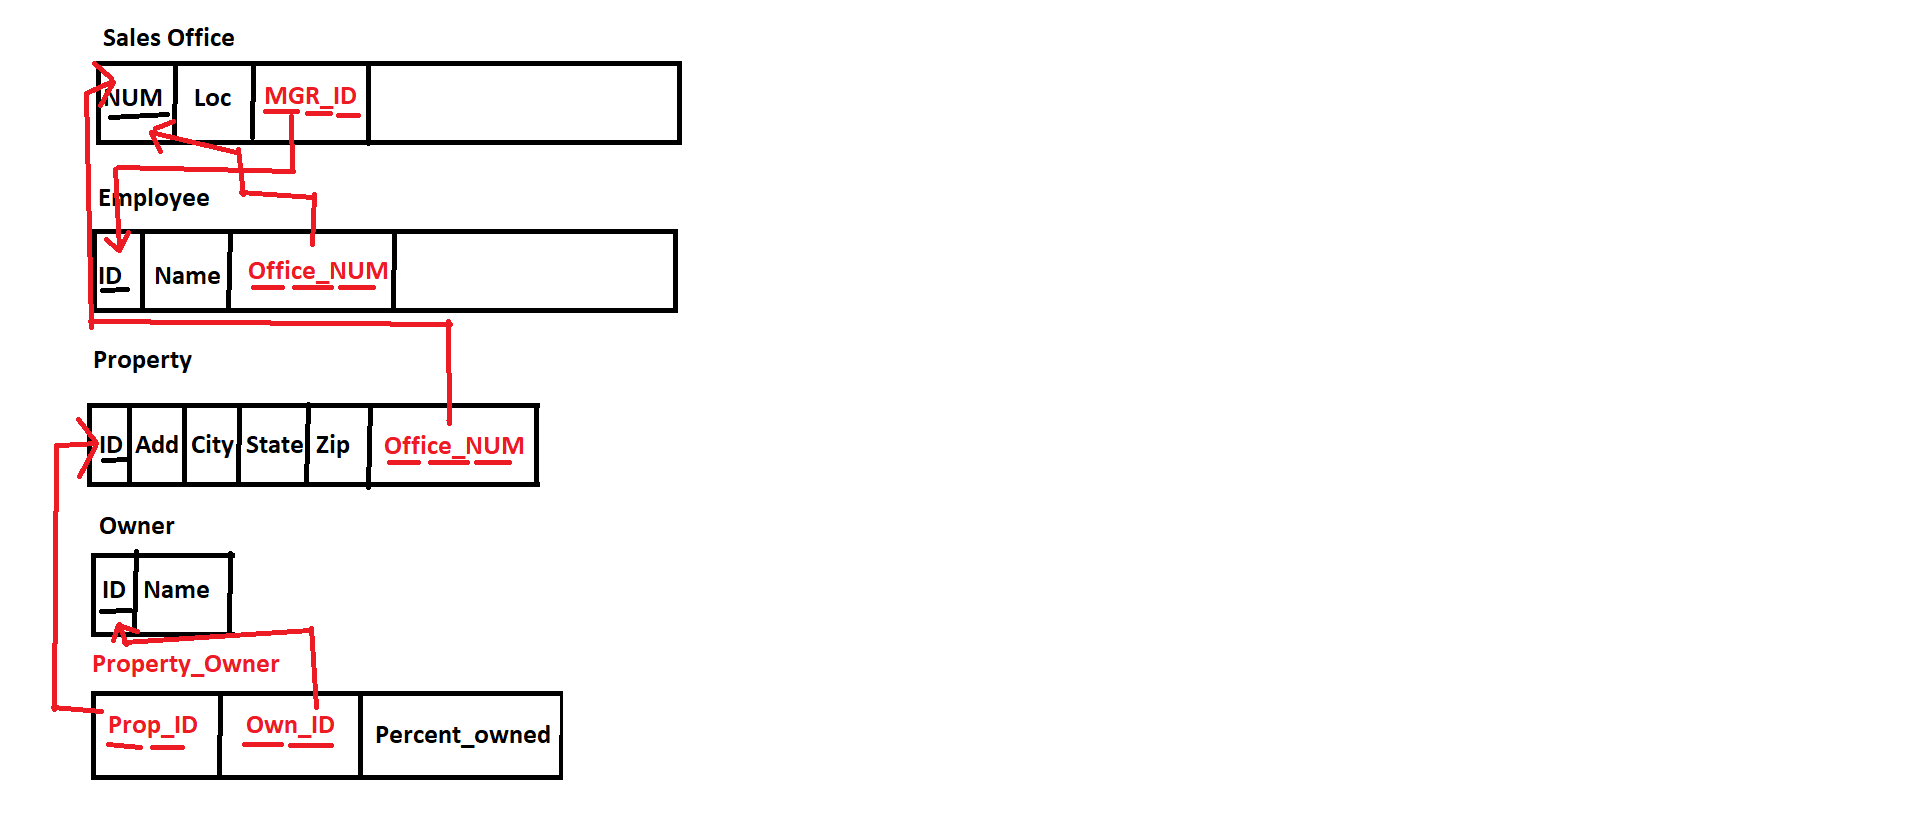 Sales Office
NUM Loc MGR_ID
Employee
ID Name Office_NUM
Property
ID Add City State Zip Office_NUM
Owner
ID Name
Property_Owner
Prop_ID Own_ID Percent_owned